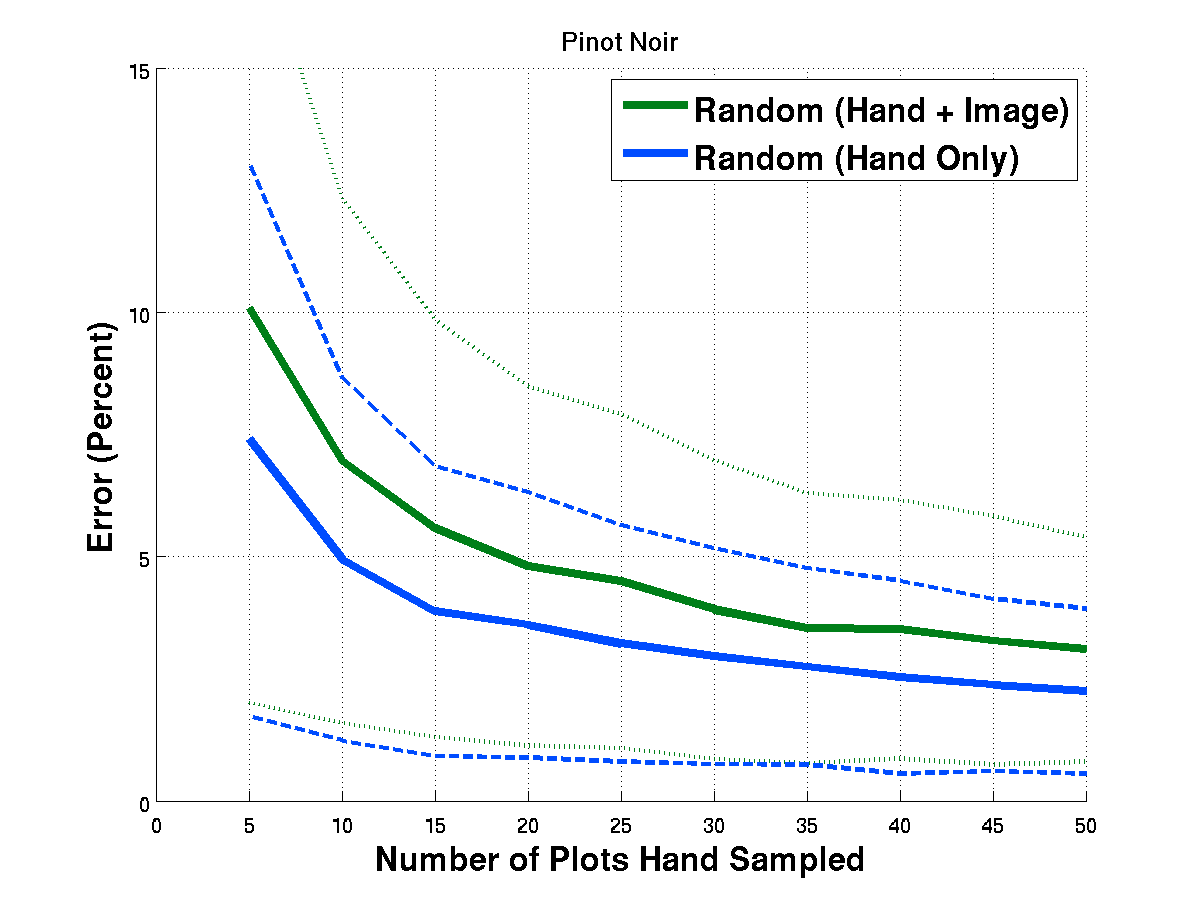 Pinot Noir
15
10
5
0
Error (Percent)
Random (Hand + Image)
Random (Hand Only)
0 5 10 15 20 25 30 35 40 45 50
Number of Plots Hand Sampled